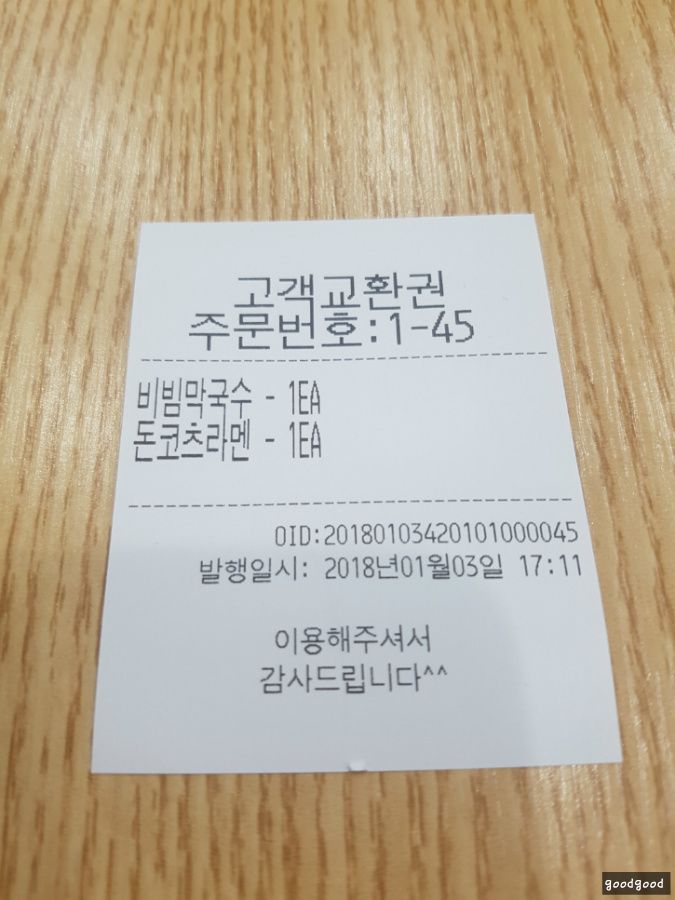 고객교환권
주문번호:1-45
비빔막국수 - 1EA
돈코츠라멘 - 1EA
OID:20180103420101000045
발행일시: 2018년01월03일 17:11
이용해주셔서
감사드립니다^^
goodgood